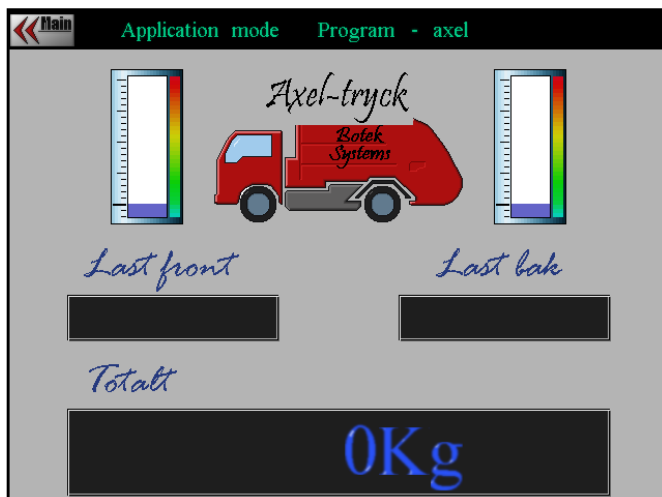 Main Application mode Program - axel
Axel-tryck
Botek
Systems
Last front Last bak
Totalt
0Kg